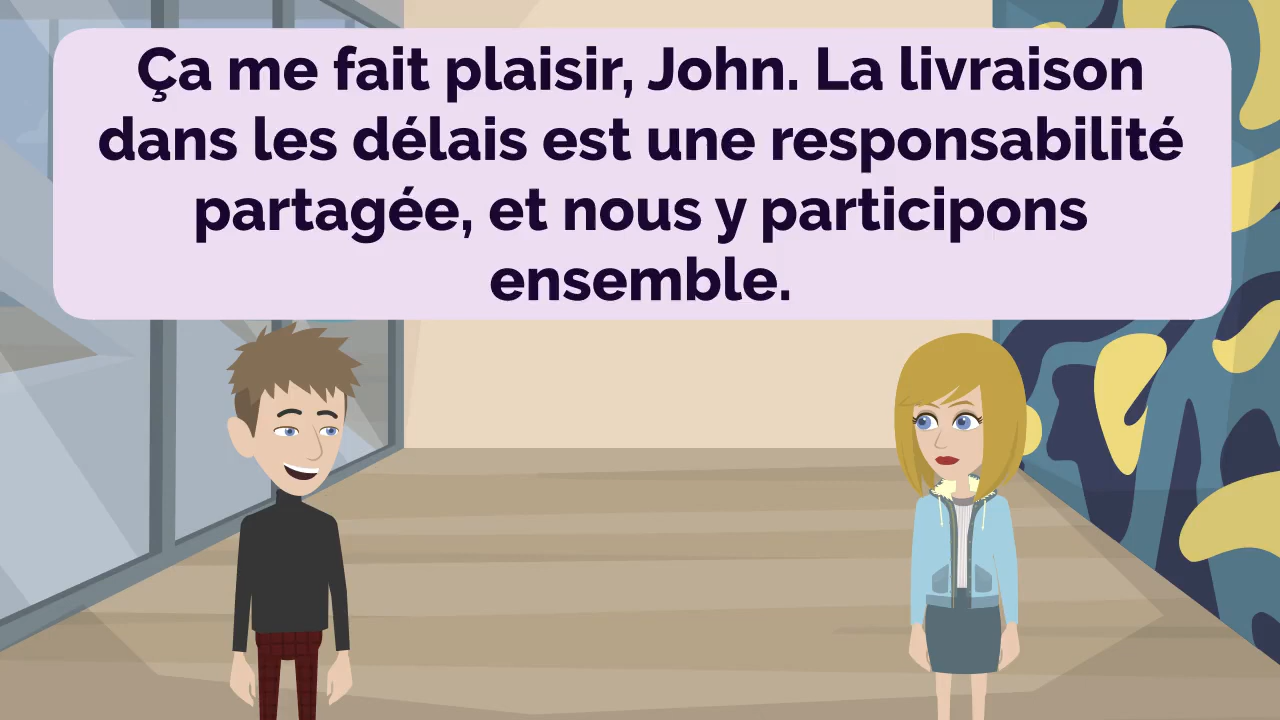 Ça me fait plaisir, John. La livraison
dans les délais est une responsabilité
partagée, et nous y participons
ensemble.